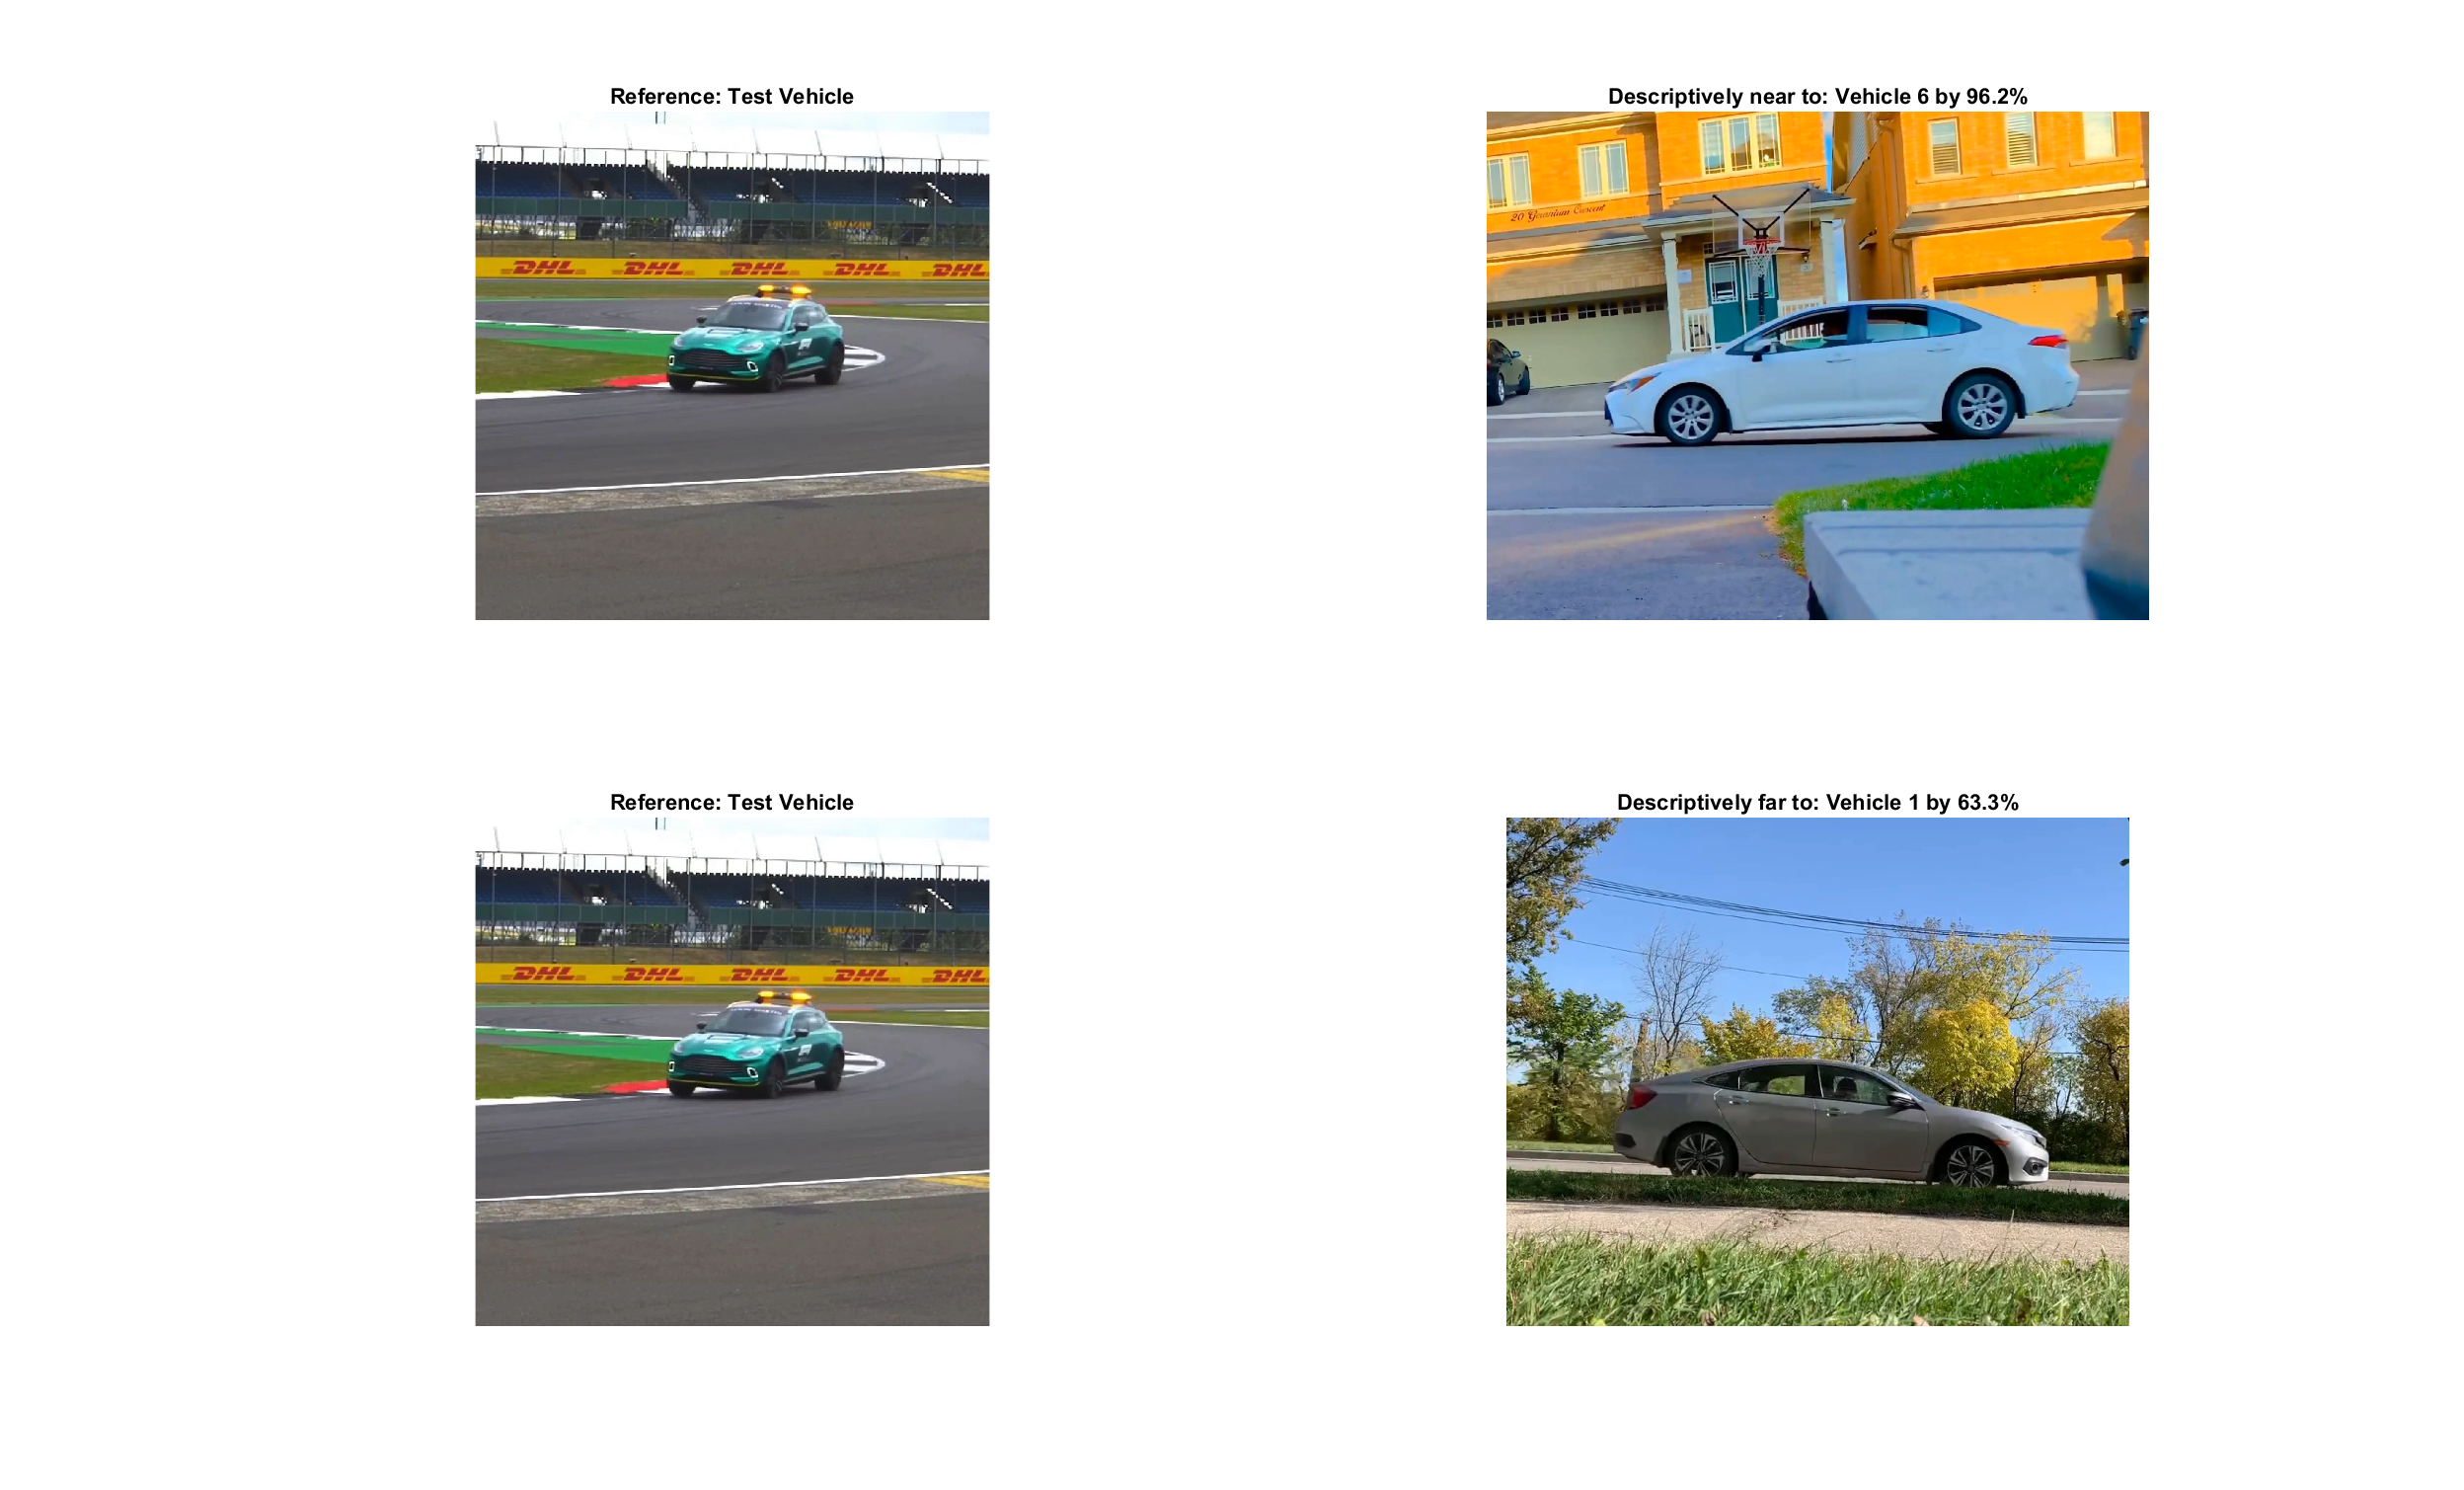 Reference: Test Vehicle
Descriptively near to: Vehicle 6 by 96.2%
20 Geranium Crescent
DHL DHL DHL DHL DHL
Reference: Test Vehicle
Descriptively far to: Vehicle 1 by 63.3%
DHL DHL DHL DHL DHL